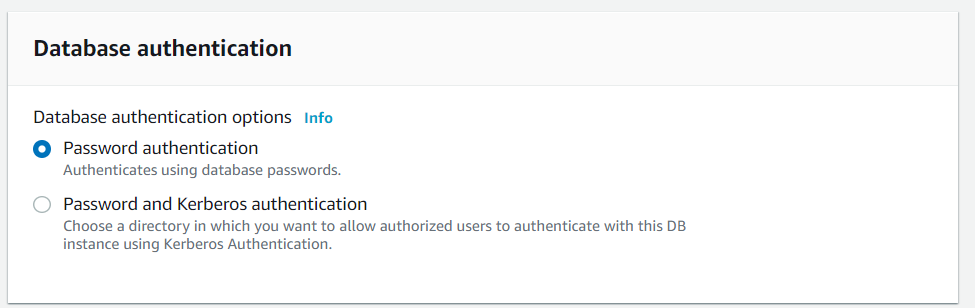 Database authentication
Database authentication options Info
Password authentication
Authenticates using database passwords.
Password and Kerberos authentication
Choose a directory in which you want to allow authorized users to authenticate with this DB
instance using Kerberos Authentication.